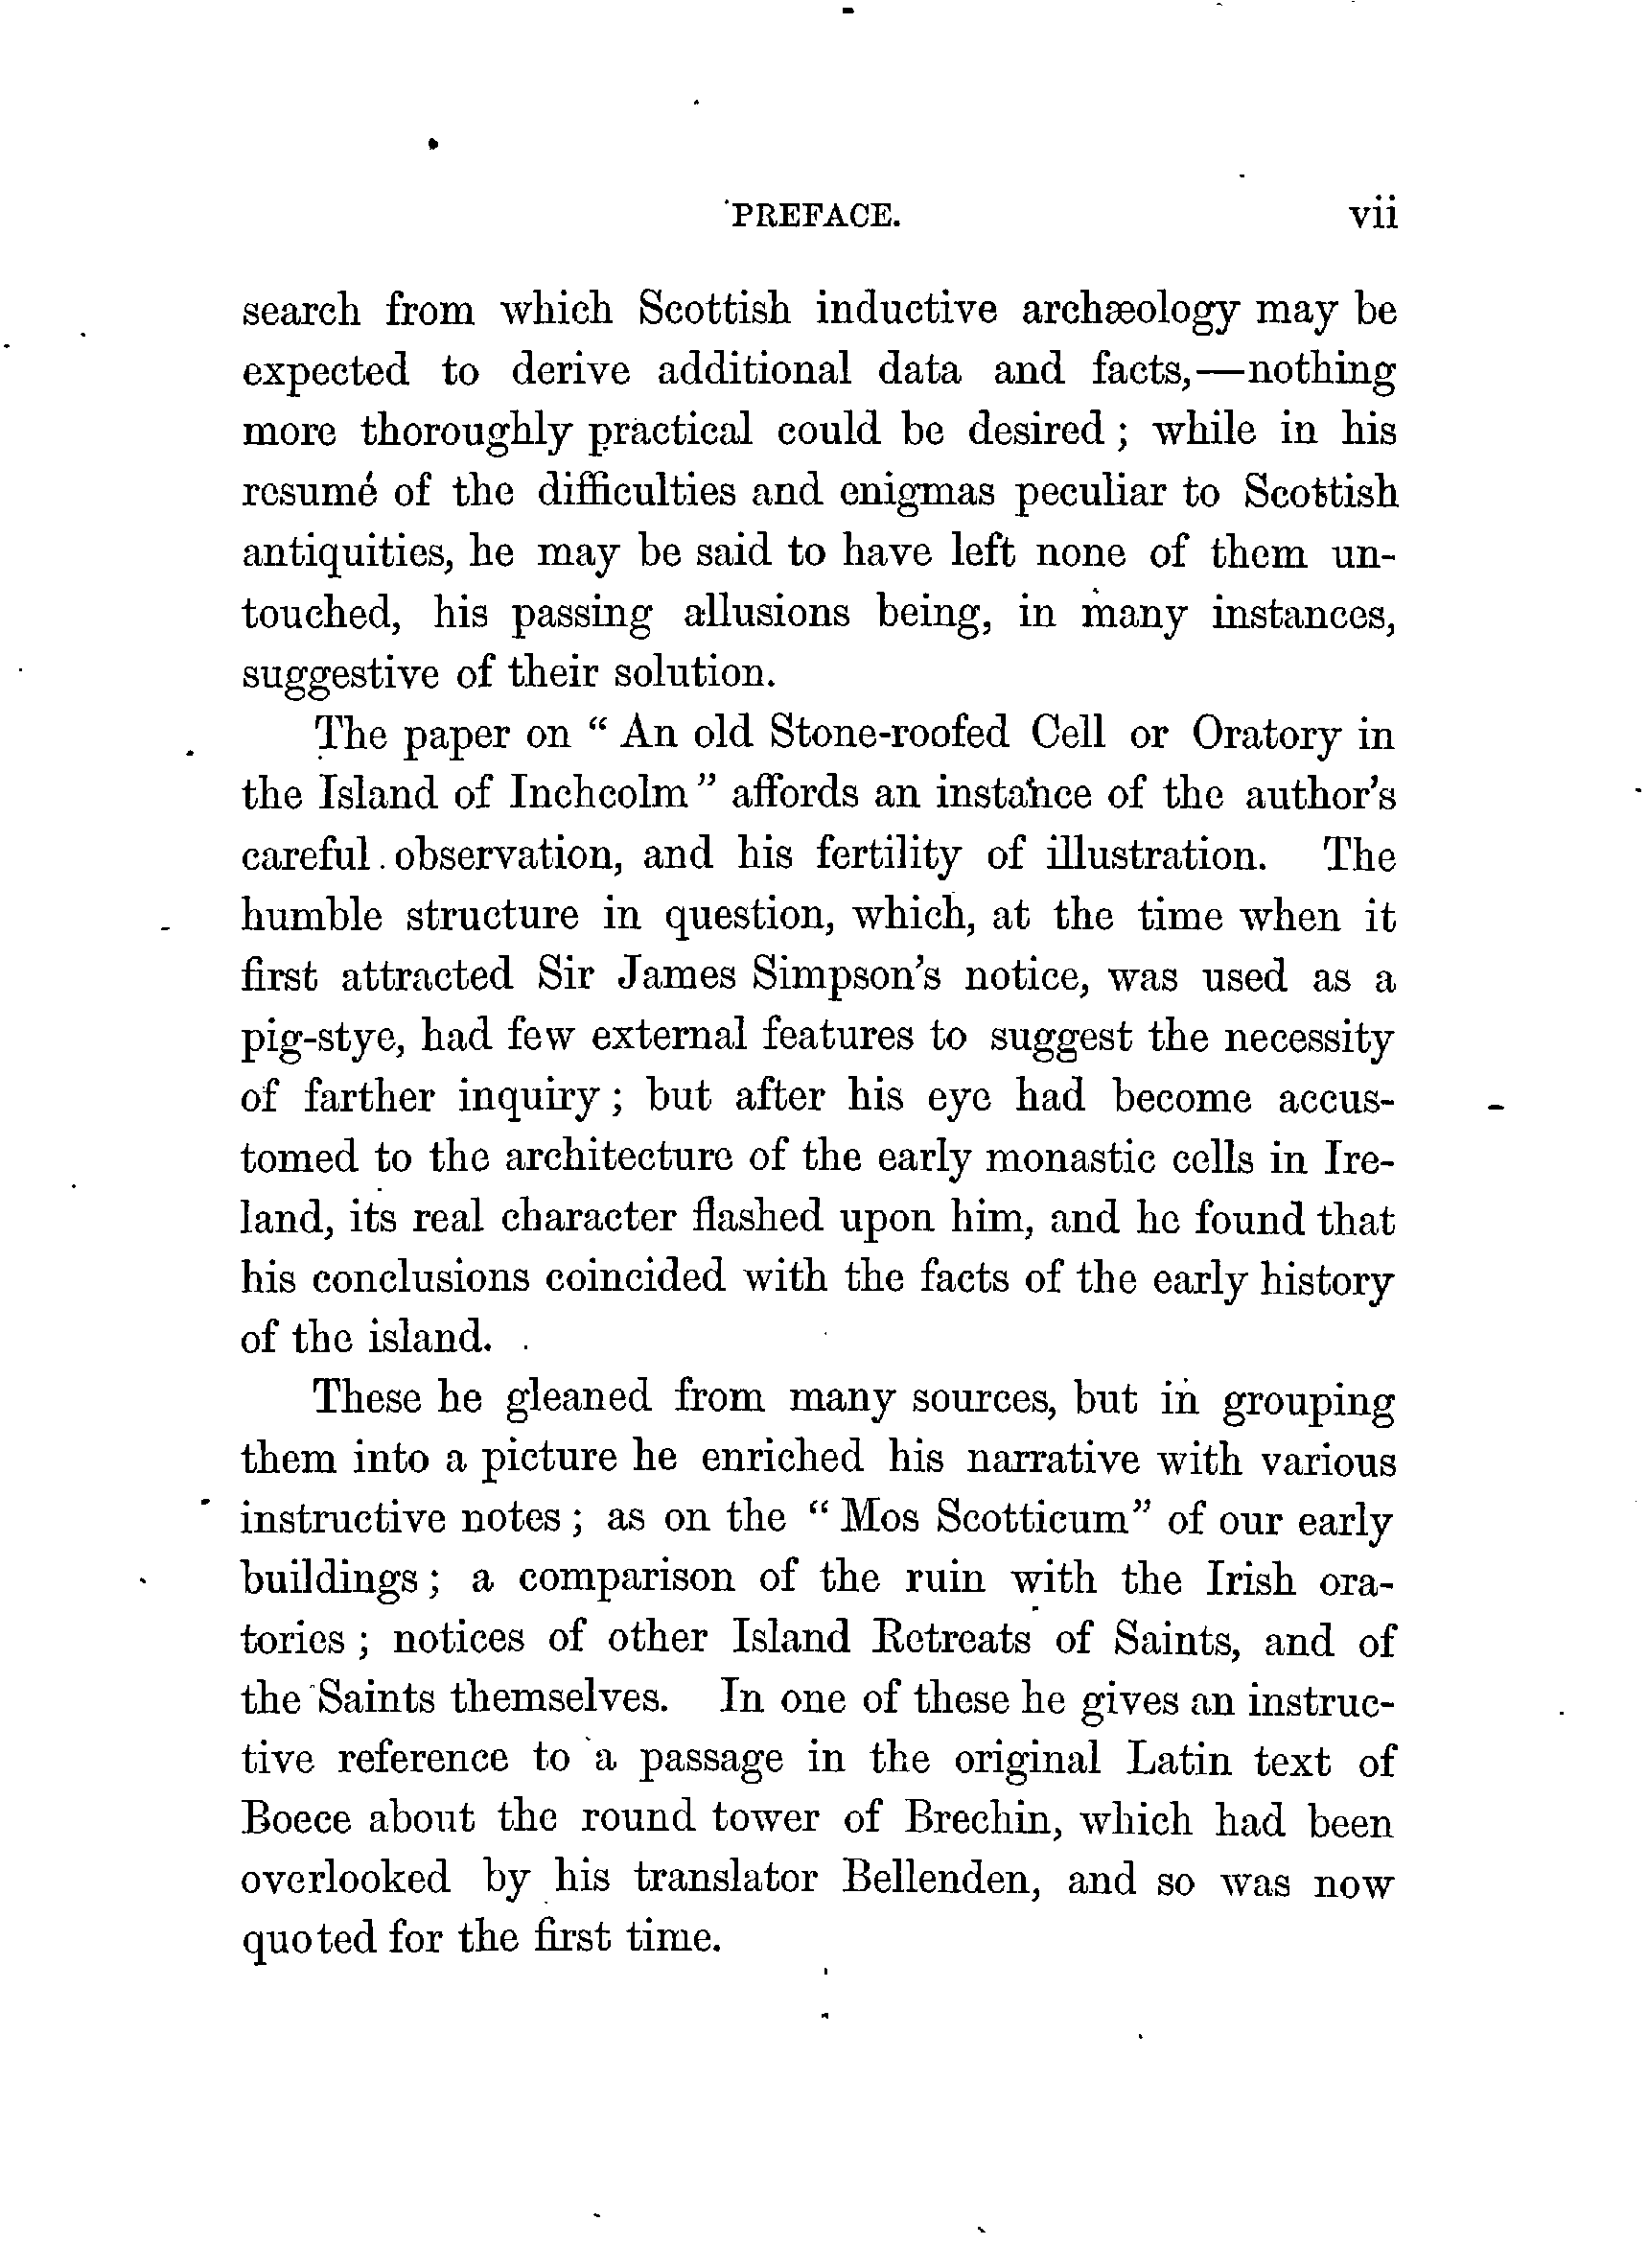 PREFACE. vii
search from which Scottish inductive archæology may be
expected to derive additional data and facts,—nothing
more thoroughly practical could be desired; while in his
resumé of the difficulties and enigmas peculiar to Scottish
antiquities, he may be said to have left none of them un-
touched, his passing allusions being, in many instances,
suggestive of their solution.
The paper on “An old Stone-roofed Cell or Oratory in
the Island of Inchcolm” affords an instance of the author's
careful observation, and his fertility of illustration. The
humble structure in question, which, at the time when it
first attracted Sir James Simpson's notice, was used as a
pig-stye, had few external features to suggest the necessity
of farther inquiry; but after his eye had become accus-
tomed to the architecture of the early monastic cells in Ire-
land, its real character flashed upon him, and he found that
his conclusions coincided with the facts of the early history
of the island.
These he gleaned from many sources, but in grouping
them into a picture he enriched his narrative with various
instructive notes; as on the “Mos Scotticum” of our early
buildings; a comparison of the ruin with the Irish ora-
tories; notices of other Island Retreats of Saints, and of
the Saints themselves. In one of these he gives an instruc-
tive reference to a passage in the original Latin text of
Boece about the round tower of Brechin, which had been
overlooked by his translator Bellenden, and so was now
quoted for the first time.